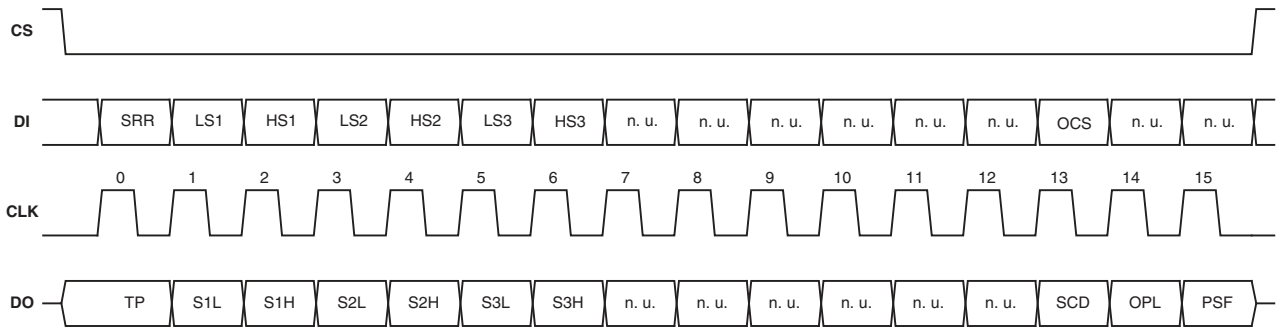 CS
DI SRR LS1 HS1 LS2 HS2 LS3 HS3 n. u. n. u. n. u. n. u. n. u. n. u. OCS n. u. n. u.
0 1 2 3 4 5 6 7 8 9 10 11 12 13 14 15
CLK
DO TP S1L S1H S2L S2H S3L S3H n. u. n. u. n. u. n. u. n. u. n. u. SCD OPL PSF